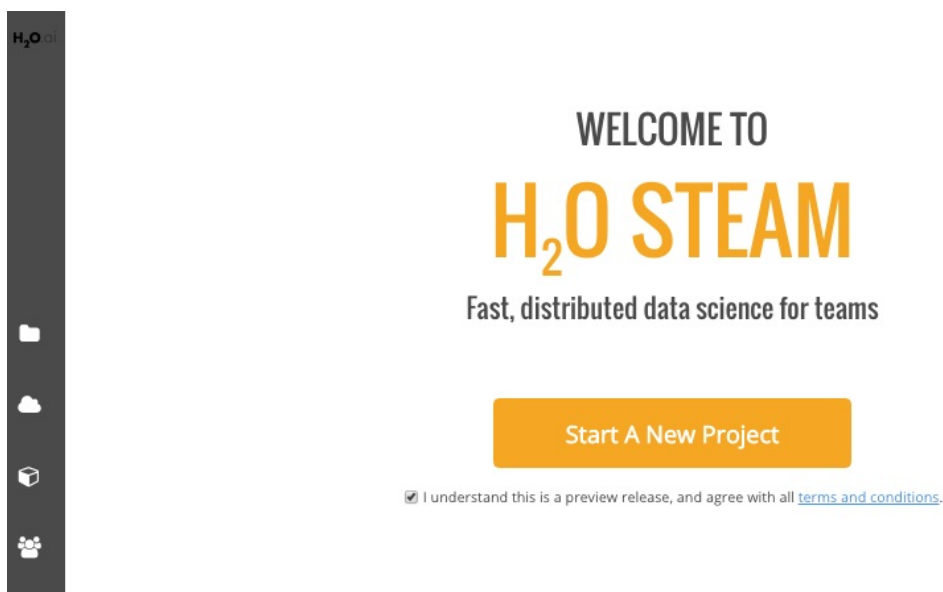 H₂O.ai
WELCOME TO
H₂O STEAM
Fast, distributed data science for teams
Start A New Project
I understand this is a preview release, and agree with all terms and conditions.